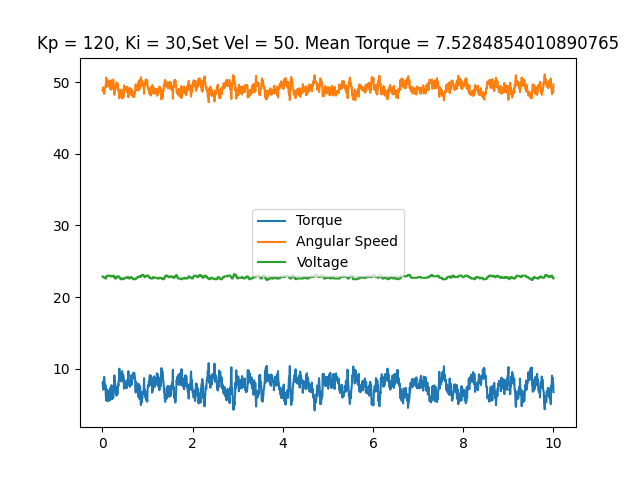 Kp = 120, Ki = 30,Set Vel = 50. Mean Torque = 7.5284854010890765
50
40
30
20
10
Torque
Angular Speed
Voltage
0 2 4 6 8 10